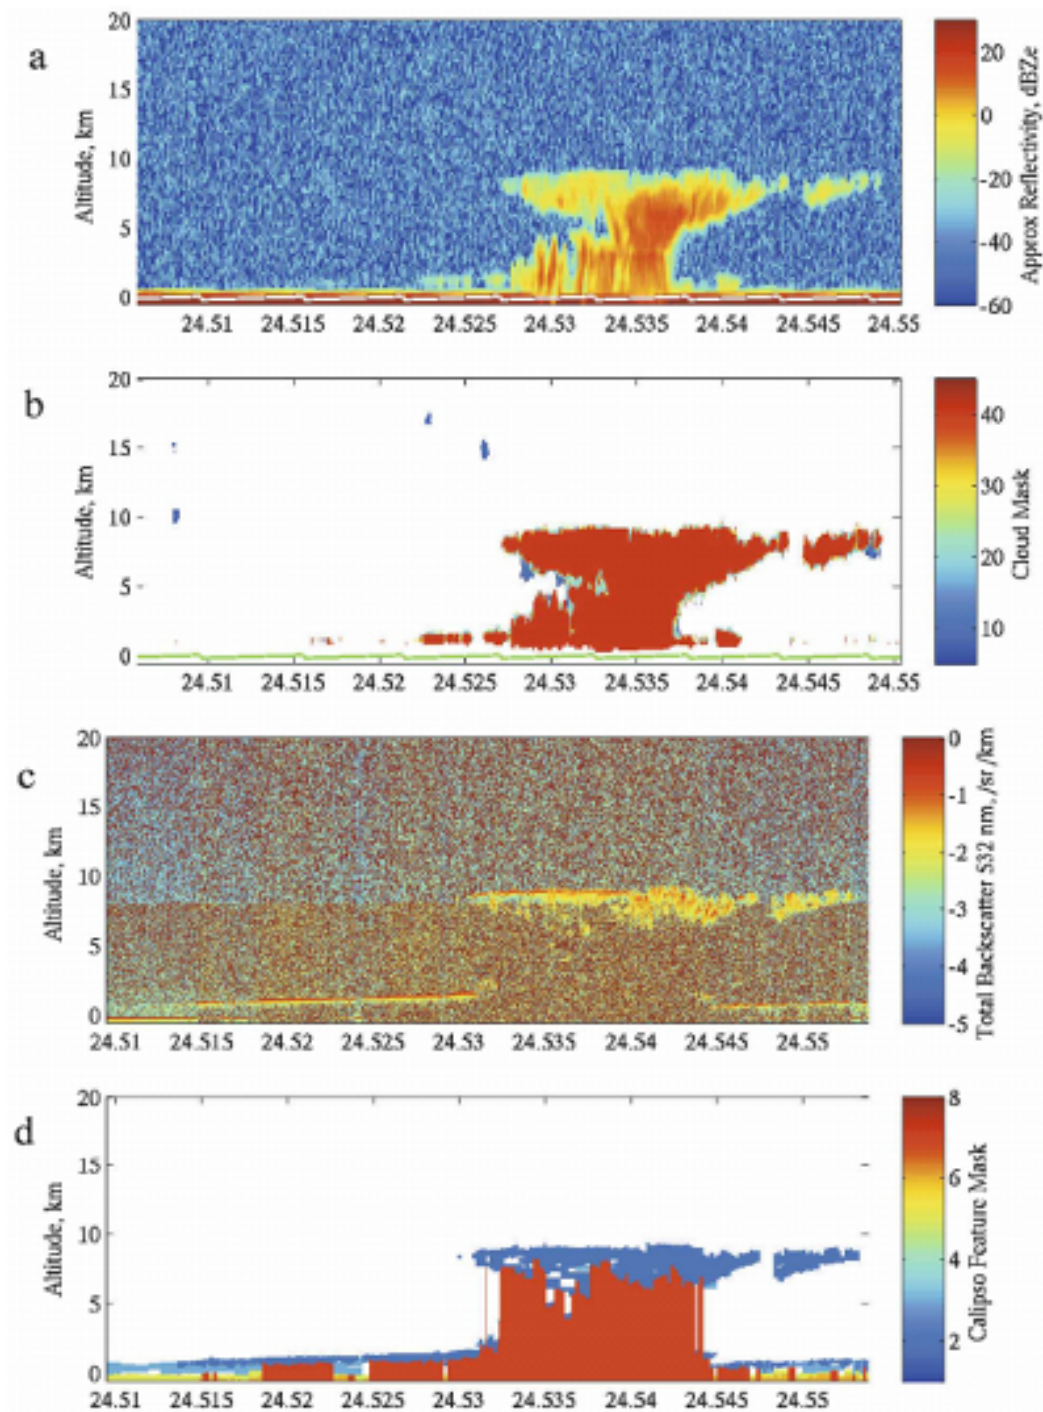 a
20
15
10
5
0
Altitude, km
24.51 24.515 24.52 24.525 24.53 24.535 24.54 24.545 24.55
20
0
-20
-40
-60
Approx Reflectivity, dBZe
b
20
15
10
5
0
Altitude, km
24.51 24.515 24.52 24.525 24.53 24.535 24.54 24.545 24.55
40
30
20
10
Cloud Mask
c
20
15
10
5
0
Altitude, km
24.51 24.515 24.52 24.525 24.53 24.535 24.54 24.545 24.55
0
-1
-2
-3
-4
-5
Total Backscatter 532 nm, /sr/km
d
20
15
10
5
0
Altitude, km
24.51 24.515 24.52 24.525 24.53 24.535 24.54 24.545 24.55
8
6
4
2
Calipso Feature Mask